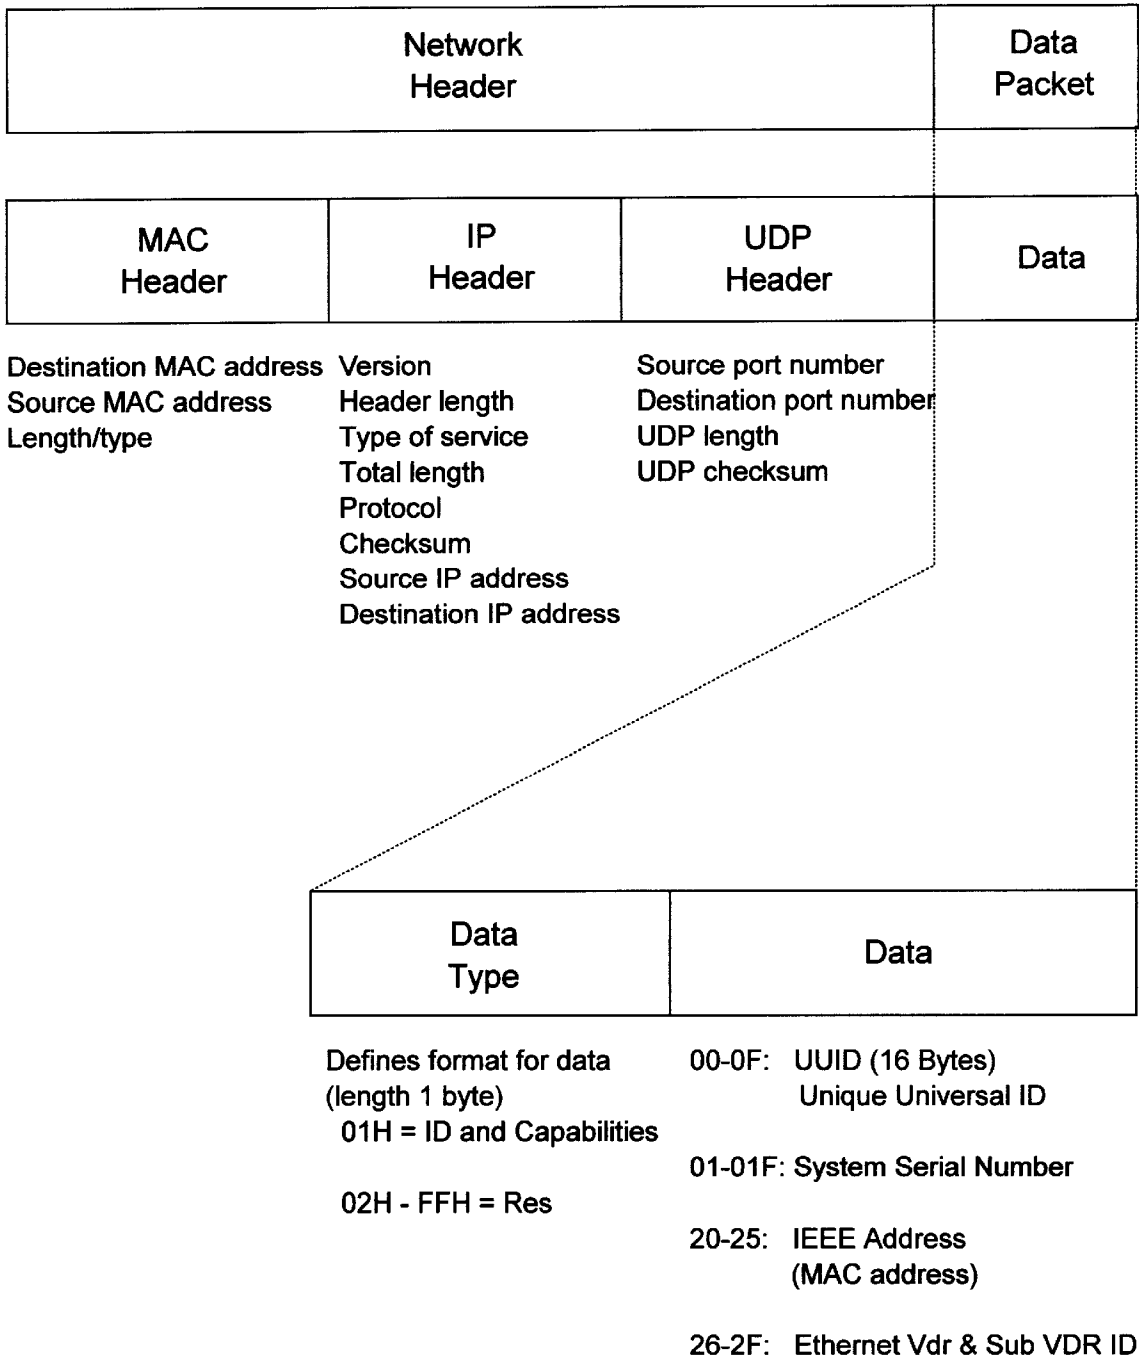 Network
Header
Data
Packet
MAC
Header
IP
Header
UDP
Header
Data
Destination MAC address
Source MAC address
Length/type
Version
Header length
Type of service
Total length
Protocol
Checksum
Source IP address
Destination IP address
Source port number
Destination port number
UDP length
UDP checksum
Data
Type
Data
Defines format for data
(length 1 byte)
01H = ID and Capabilities
02H - FFH = Res
00-0F: UUID (16 Bytes)
Unique Universal ID
01-01F: System Serial Number
20-25: IEEE Address
(MAC address)
26-2F: Ethernet Vdr & Sub VDR ID